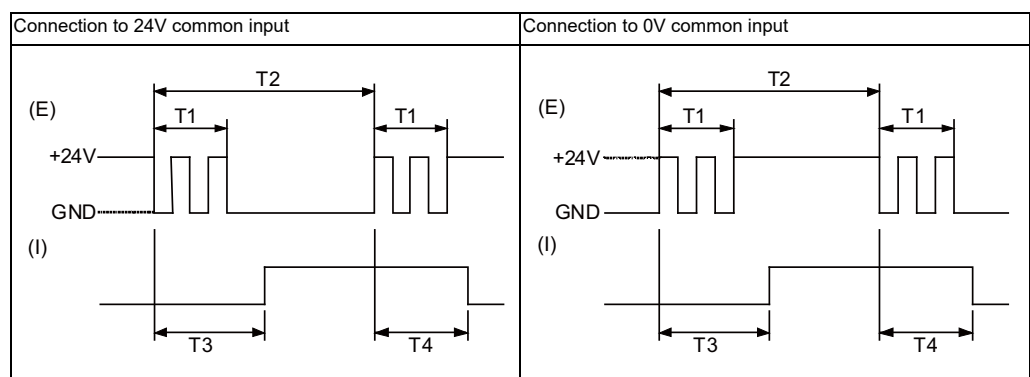 Connection to 24V common input
T2
(E)
T1
T1
+24V
GND
(I)
T3
T4
Connection to 0V common input
T2
(E)
T1
T1
+24V
GND
(I)
T3
T4